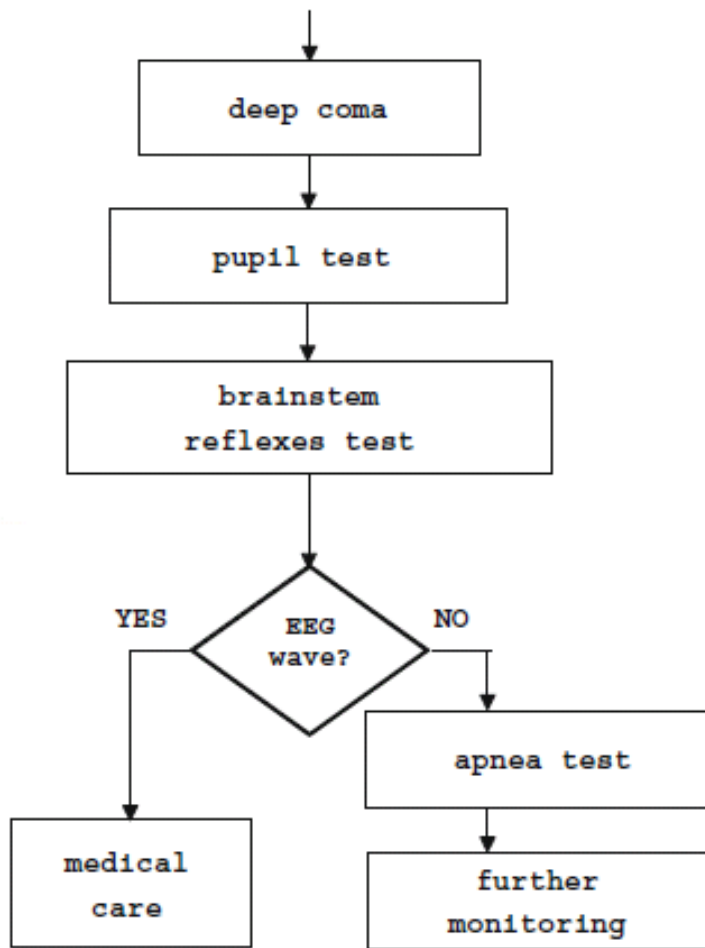 deep coma
pupil test
brainstem
reflexes test
YES
EEG
wave?
NO
apnea test
medical
care
further
monitoring